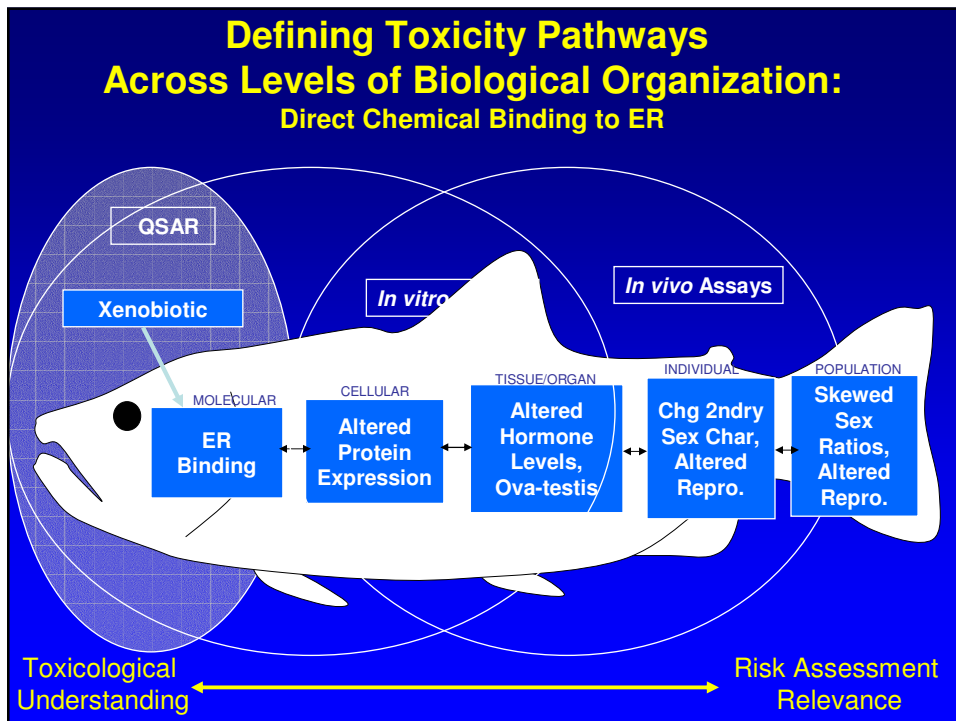 Defining Toxicity Pathways
Across Levels of Biological Organization:
Direct Chemical Binding to ER
QSAR
In vitro
In vivo Assays
Xenobiotic
MOLECULAR
ER
Binding
CELLULAR
Altered
Protein
Expression
TISSUE/ORGAN
Altered
Hormone
Levels,
Ova-testis
INDIVIDUAL
Chg 2ndry
Sex Char,
Altered
Repro.
POPULATION
Skewed
Sex
Ratios,
Altered
Repro.
Toxicological
Understanding
Risk Assessment
Relevance